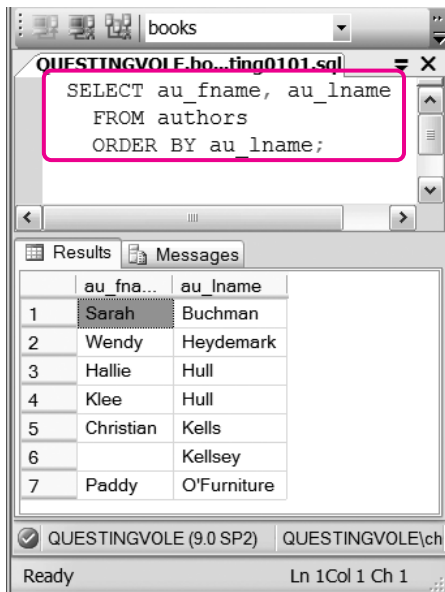 books
QUESTINGVOLE.bo...ting0101.sql
SELECT au_fname, au_lname
FROM authors
ORDER BY au_lname;
Results Messages
au_fna... au_lname
1 Sarah Buchman
2 Wendy Heydemark
3 Hallie Hull
4 Klee Hull
5 Christian Kells
6 Kellsey
7 Paddy O'Furniture
QUESTINGVOLE (9.0 SP2) QUESTINGVOLE\ch
Ready Ln 1Col 1 Ch 1